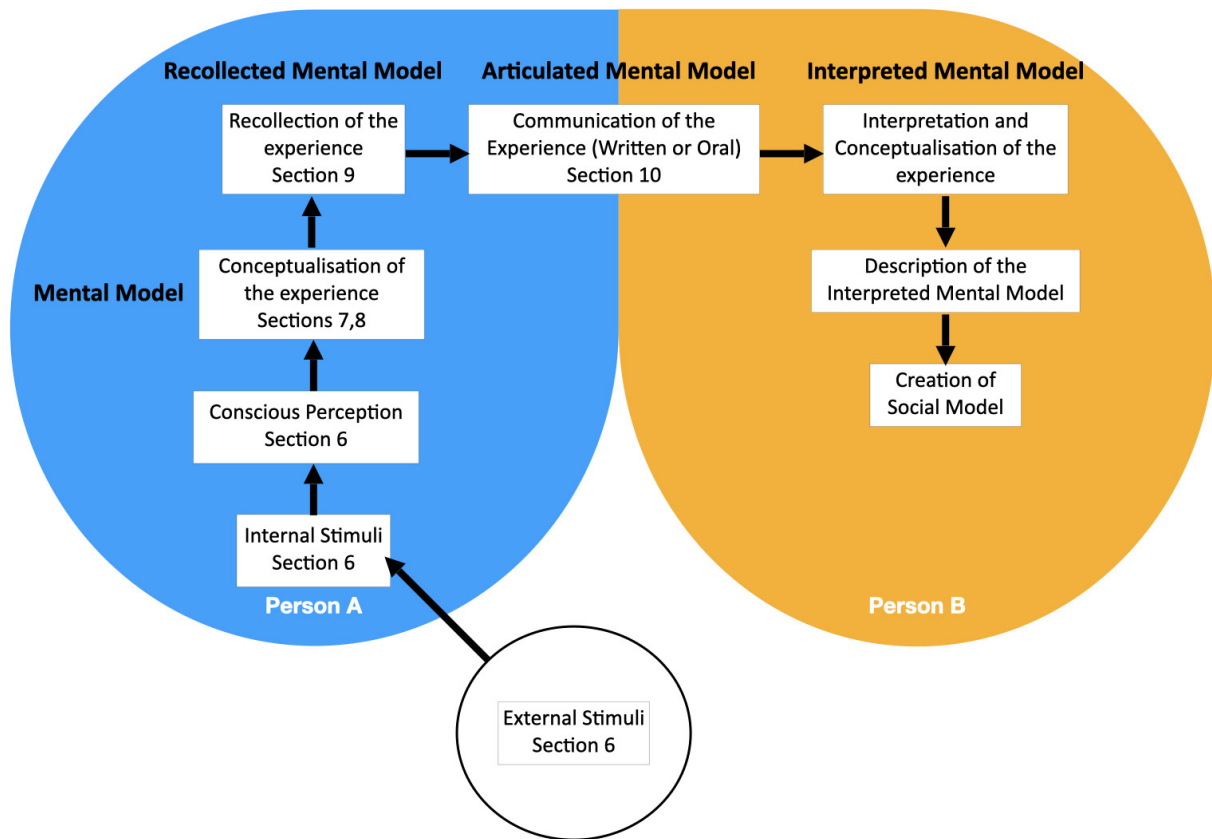 Recollected Mental Model
Articulated Mental Model
Interpreted Mental Model
Recollection of the
experience
Section 9
Communication of the
Experience (Written or Oral)
Section 10
Interpretation and
Conceptualisation of the
experience
Mental Model
Conceptualisation of
the experience
Sections 7,8
Description of the
Interpreted Mental Model
Conscious Perception
Section 6
Creation of
Social Model
Internal Stimuli
Section 6
Person A
Person B
External Stimuli
Section 6